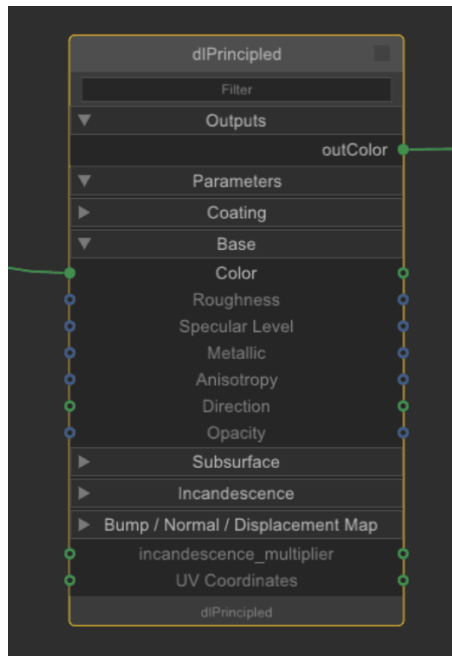 dlPrincipled
Filter
Outputs
outColor
Parameters
Coating
Base
Color
Roughness
Specular Level
Metallic
Anisotropy
Direction
Opacity
Subsurface
Incandescence
Bump / Normal / Displacement Map
incandescence_multiplier
UV Coordinates
dlPrincipled